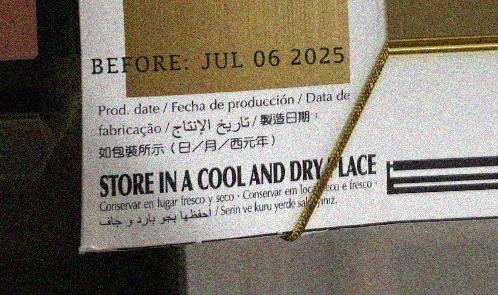 BEFORE: JUL 06 2025
Prod. date / Fecha de producción / Data de
fabricação / تاريخ الإنتاج / 製造日期：
如包裝所示（日／月／西元年）
STORE IN A COOL AND DRY PLACE
Conservar en lugar fresco y seco · Conservar em local seco e fresco ·
احفظها بجو بارد و جاف / Serin ve kuru yerde